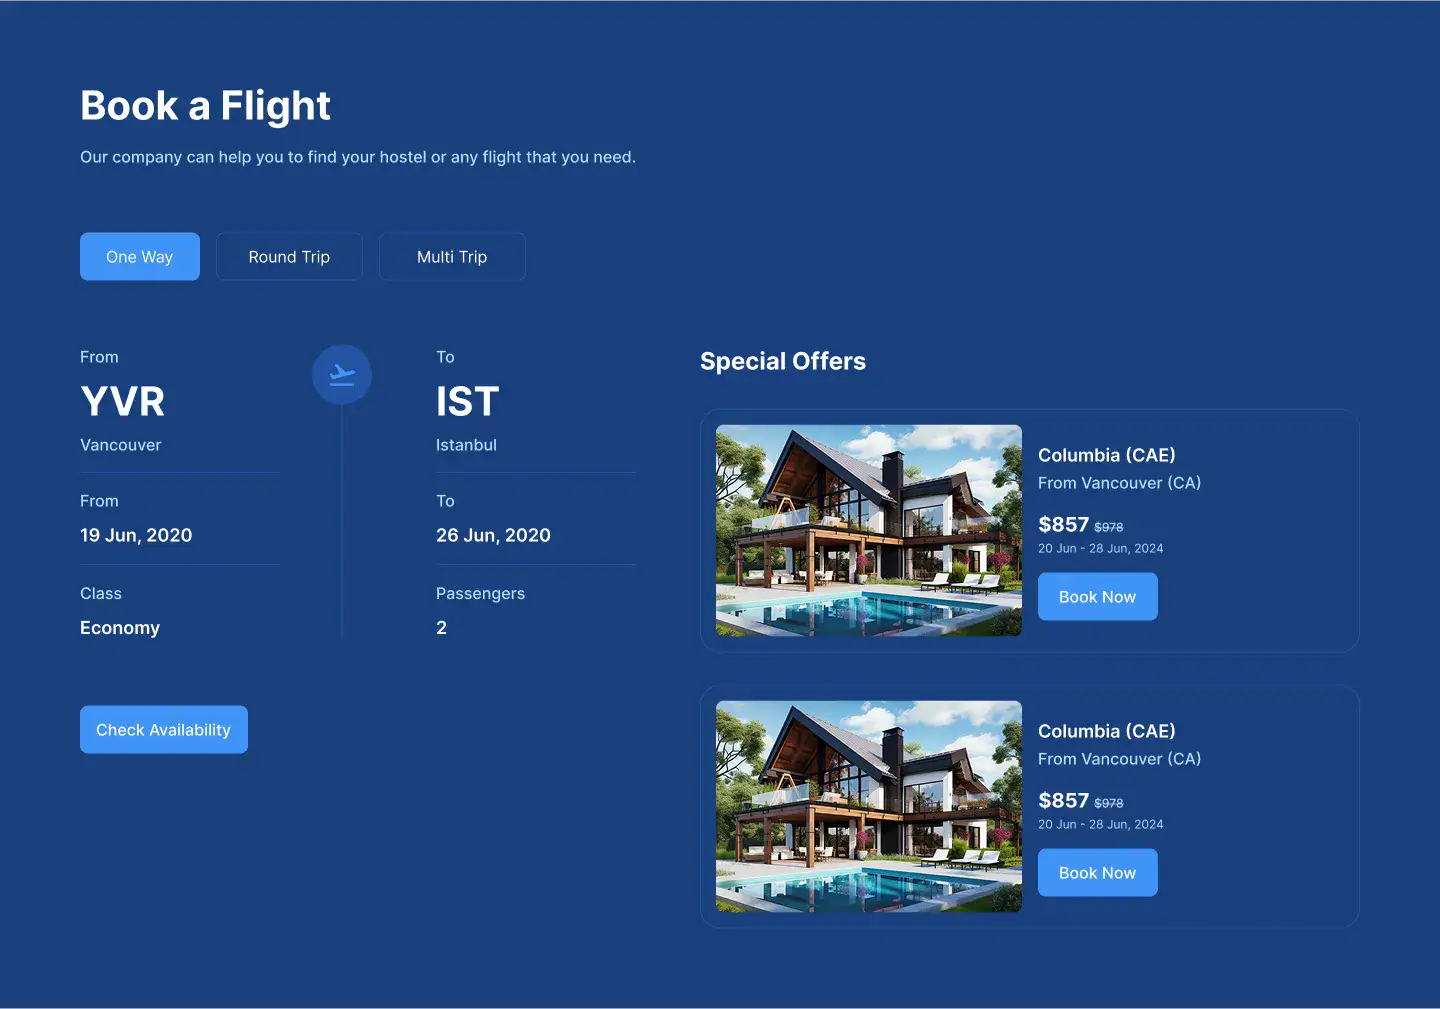 Book a Flight
Our company can help you to find your hostel or any flight that you need.
One Way
Round Trip
Multi Trip
From
YVR
Vancouver
To
IST
Istanbul
From
19 Jun, 2020
To
26 Jun, 2020
Class
Economy
Passengers
2
Check Availability
Special Offers
Columbia (CAE)
From Vancouver (CA)
$857 $978
20 Jun - 28 Jun, 2024
Book Now
Columbia (CAE)
From Vancouver (CA)
$857 $978
20 Jun - 28 Jun, 2024
Book Now